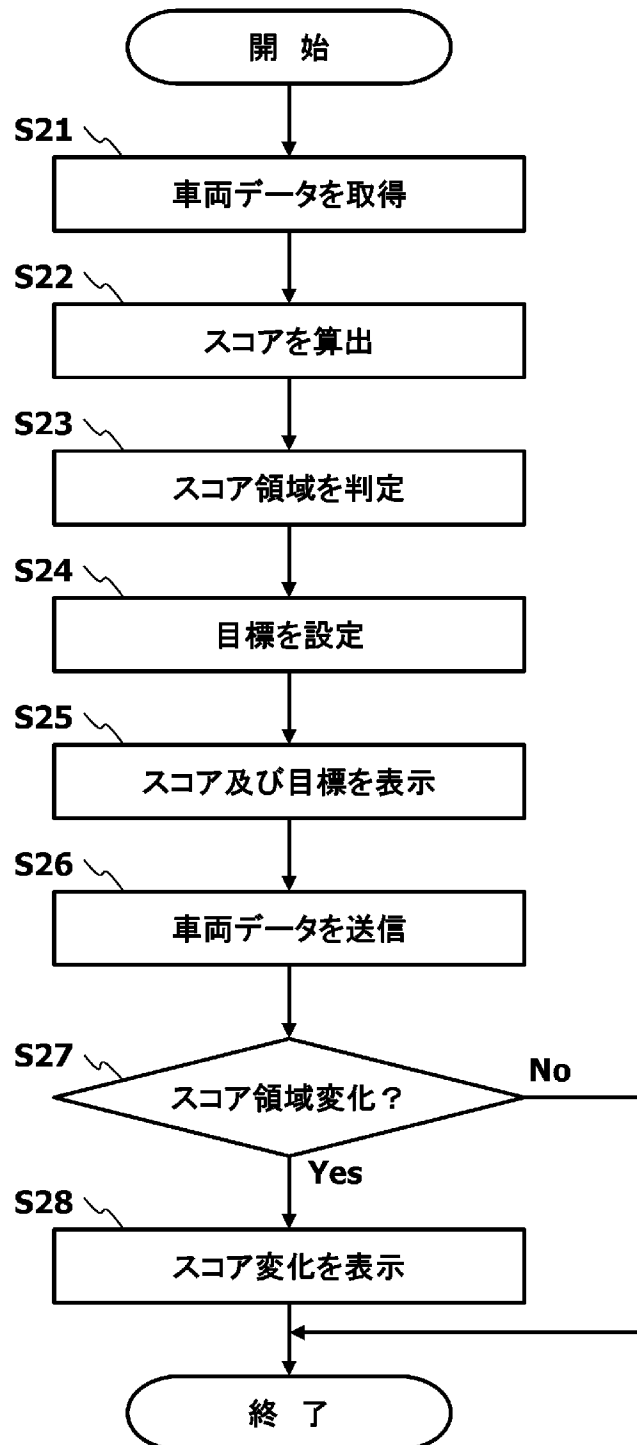 開 始
S21
車両データを取得
S22
スコアを算出
S23
スコア領域を判定
S24
目標を設定
S25
スコア及び目標を表示
S26
車両データを送信
S27
スコア領域変化？
No
Yes
S28
スコア変化を表示
終 了